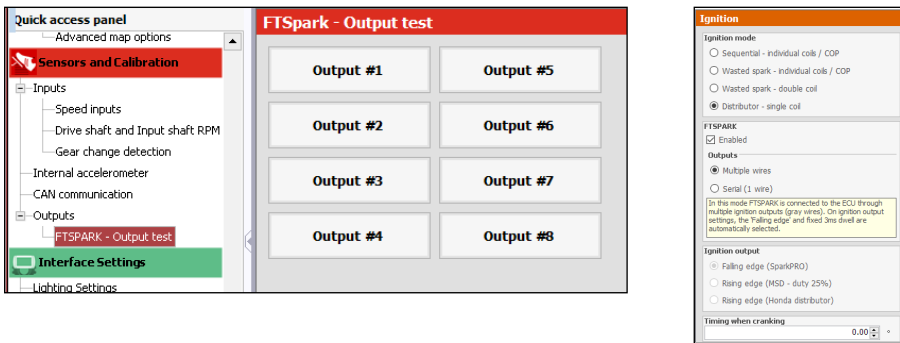 Quick access panel
Advanced map options
Sensors and Calibration
Inputs
Speed inputs
Drive shaft and Input shaft RPM
Gear change detection
Internal accelerometer
CAN communication
Outputs
FTSPARK - Output test
Interface Settings
Lighting Settings
FTSpark - Output test
Output #1
Output #5
Output #2
Output #6
Output #3
Output #7
Output #4
Output #8
Ignition
Ignition mode
Sequential - individual coils / COP
Wasted spark - individual coils / COP
Wasted spark - double coil
Distributor - single coil
FTSPARK
Enabled
Outputs
Multiple wires
Serial (1 wire)
In this mode FTSPARK is connected to the ECU through
multiple ignition outputs (gray wires). On ignition output
settings, the 'Falling edge' and fixed 3ms dwell are
automatically selected.
Ignition output
Falling edge (SparkPRO)
Rising edge (MSD - duty 25%)
Rising edge (Honda distributor)
Timing when cranking
0.00 °